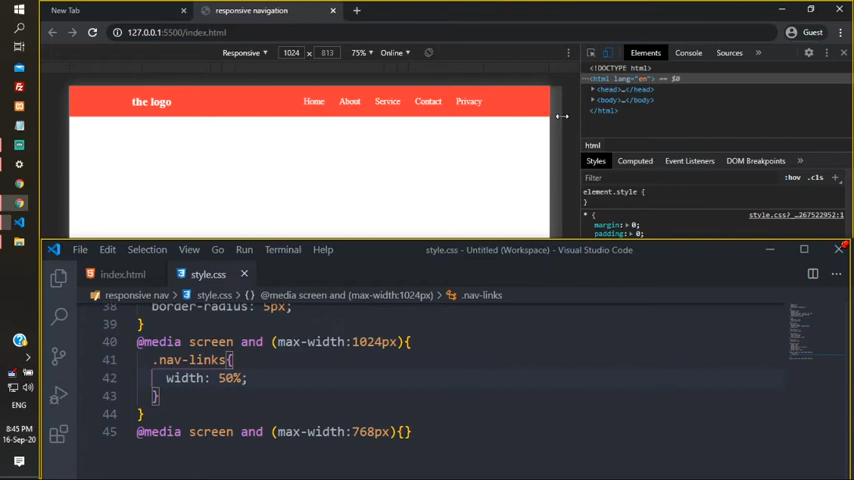 New Tab
responsive navigation
127.0.0.1:5500/index.html
Guest
Responsive
1024
813
75%
Online
Elements
Console
Sources
<!DOCTYPE html>
<html lang="en"> == $0
<head>…</head>
<body>…</body>
</html>
html
Styles
Computed
Event Listeners
DOM Breakpoints
Filter
:hov
.cls
element.style {
}
* {
style.css?_…267522952:1
margin: 0;
padding: 0;
the logo
Home
About
Service
Contact
Privacy
File
Edit
Selection
View
Go
Run
Terminal
Help
style.css - Untitled (Workspace) - Visual Studio Code
index.html
style.css
responsive nav > style.css > {} @media screen and (max-width:1024px) > .nav-links
38 border-radius: 5px;
39 }
40 @media screen and (max-width:1024px){
41 .nav-links{
42 width: 50%;
43 }
44 }
45 @media screen and (max-width:768px){}
ENG
8:45 PM
16-Sep-20